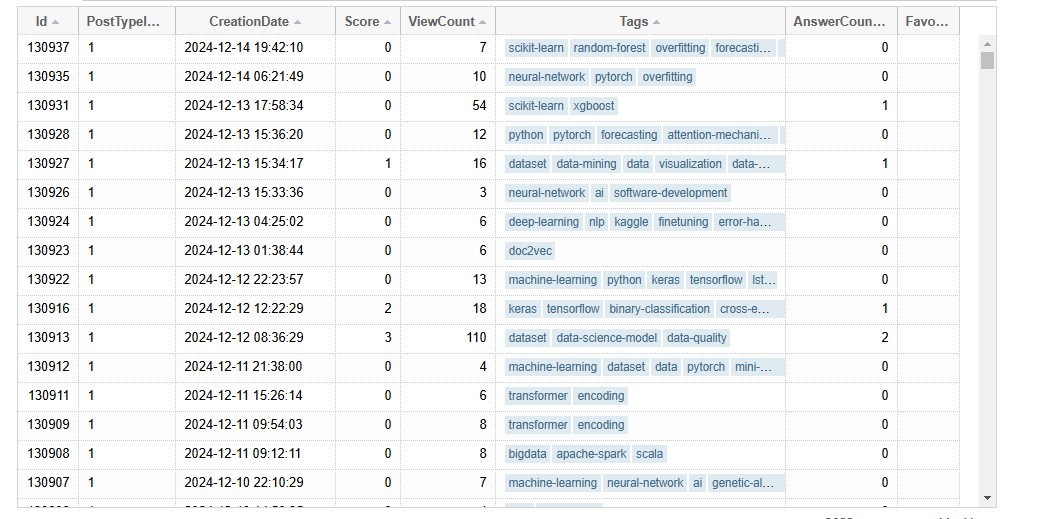 Id PostTypeI... CreationDate Score ViewCount Tags AnswerCoun... Favo...
130937 1 2024-12-14 19:42:10 0 7 scikit-learn random-forest overfitting forecasti... 0
130935 1 2024-12-14 06:21:49 0 10 neural-network pytorch overfitting 0
130931 1 2024-12-13 17:58:34 0 54 scikit-learn xgboost 1
130928 1 2024-12-13 15:36:20 0 12 python pytorch forecasting attention-mechani... 0
130927 1 2024-12-13 15:34:17 1 16 dataset data-mining data visualization data-... 1
130926 1 2024-12-13 15:33:36 0 3 neural-network ai software-development 0
130924 1 2024-12-13 04:25:02 0 6 deep-learning nlp kaggle finetuning error-ha... 0
130923 1 2024-12-13 01:38:44 0 6 doc2vec 0
130922 1 2024-12-12 22:23:57 0 13 machine-learning python keras tensorflow lst... 0
130916 1 2024-12-12 12:22:29 2 18 keras tensorflow binary-classification cross-e... 1
130913 1 2024-12-12 08:36:29 3 110 dataset data-science-model data-quality 2
130912 1 2024-12-11 21:38:00 0 4 machine-learning dataset data pytorch mini-... 0
130911 1 2024-12-11 15:26:14 0 6 transformer encoding 0
130909 1 2024-12-11 09:54:03 0 8 transformer encoding 0
130908 1 2024-12-11 09:12:11 0 8 bigdata apache-spark scala 0
130907 1 2024-12-10 22:10:29 0 7 machine-learning neural-network ai genetic-al... 0